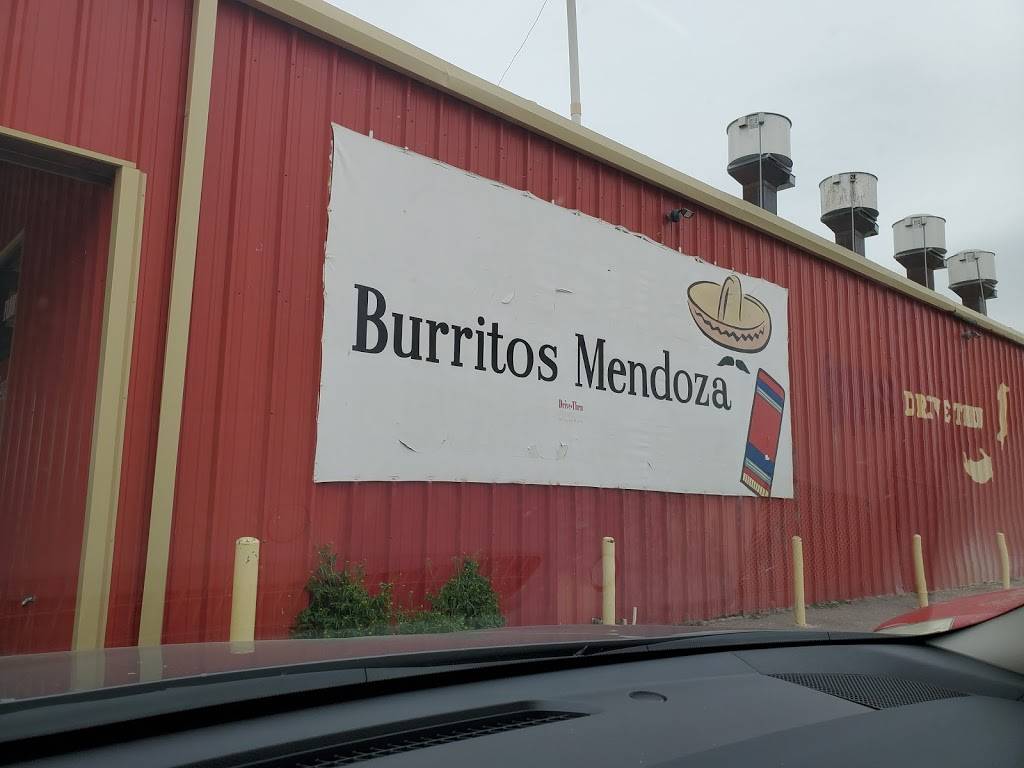 Burritos Mendoza
Drive-Thru
DRIVE THRU